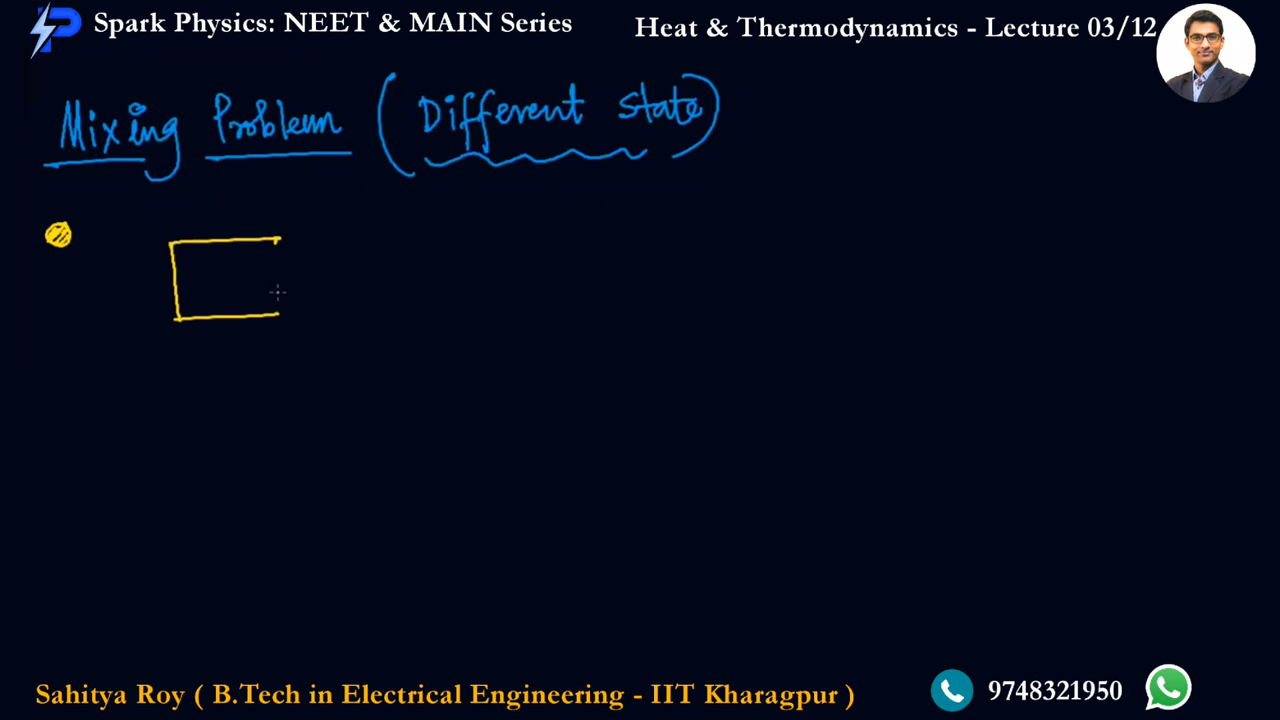 Spark Physics: NEET & MAIN Series
Heat & Thermodynamics - Lecture 03/12
Mixing Problem (Different State)
Sahitya Roy ( B.Tech in Electrical Engineering - IIT Kharagpur )
9748321950